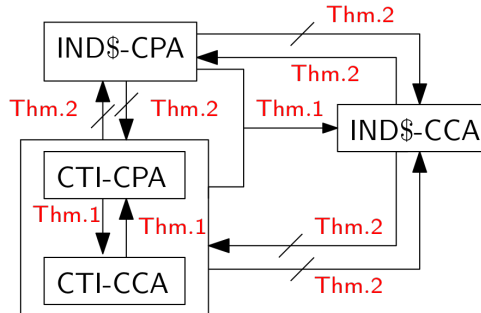 Thm.2
IND$-CPA
Thm.2
Thm.2
Thm.2
Thm.1
IND$-CCA
CTI-CPA
Thm.1
Thm.1
Thm.2
CTI-CCA
Thm.2